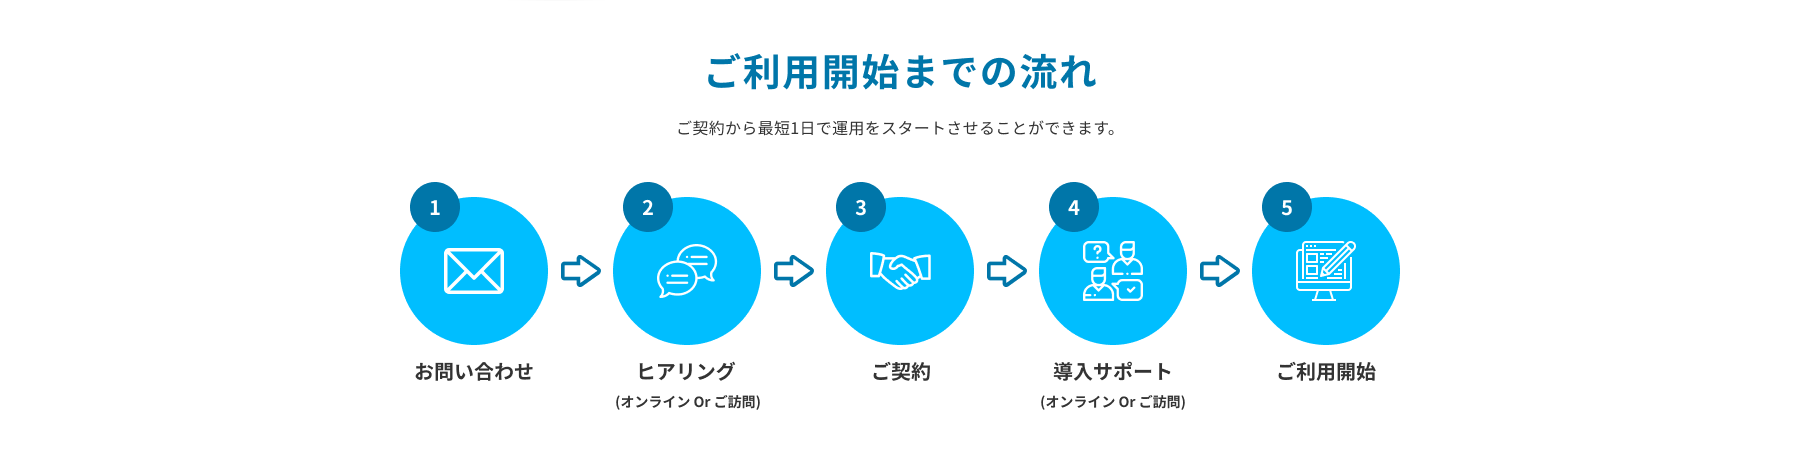 ご利用開始までの流れ
ご契約から最短1日で運用をスタートさせることができます。
1
2
3
4
5
?
お問い合わせ
ヒアリング
ご契約
導入サポート
ご利用開始
(オンライン Or ご訪問)
(オンライン Or ご訪問)